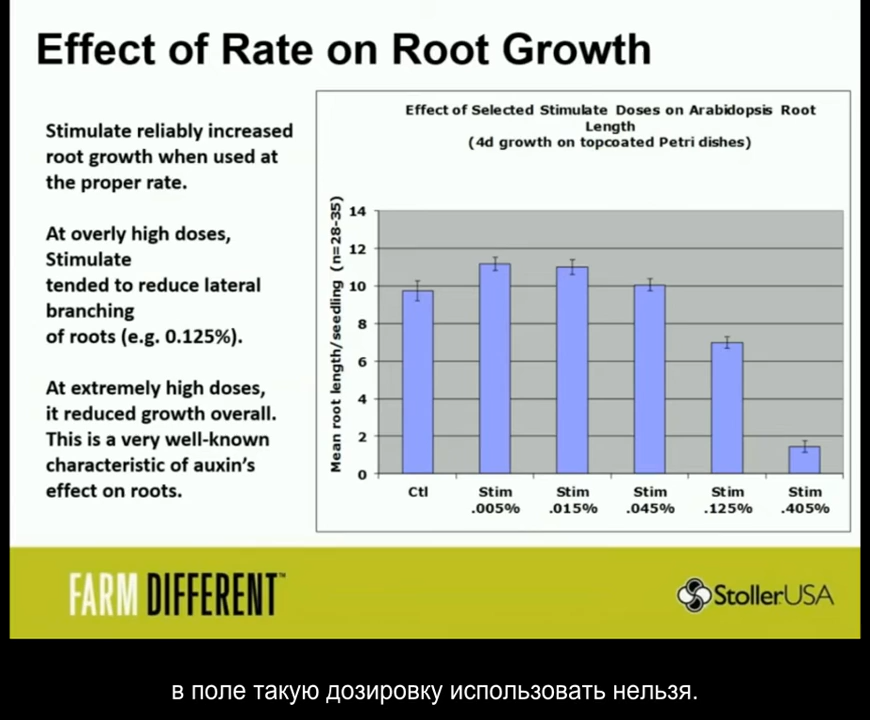 Effect of Rate on Root Growth
Stimulate reliably increased
root growth when used at
the proper rate.
At overly high doses,
Stimulate
tended to reduce lateral
branching
of roots (e.g. 0.125%).
At extremely high doses,
it reduced growth overall.
This is a very well-known
characteristic of auxin's
effect on roots.
Effect of Selected Stimulate Doses on Arabidopsis Root
Length
(4d growth on topcoated Petri dishes)
Mean root length/seedling (n=28-35)
14
12
10
8
6
4
2
0
Ctl
Stim
.005%
Stim
.015%
Stim
.045%
Stim
.125%
Stim
.405%
FARM DIFFERENT™
StollerUSA
в поле такую дозировку использовать нельзя.